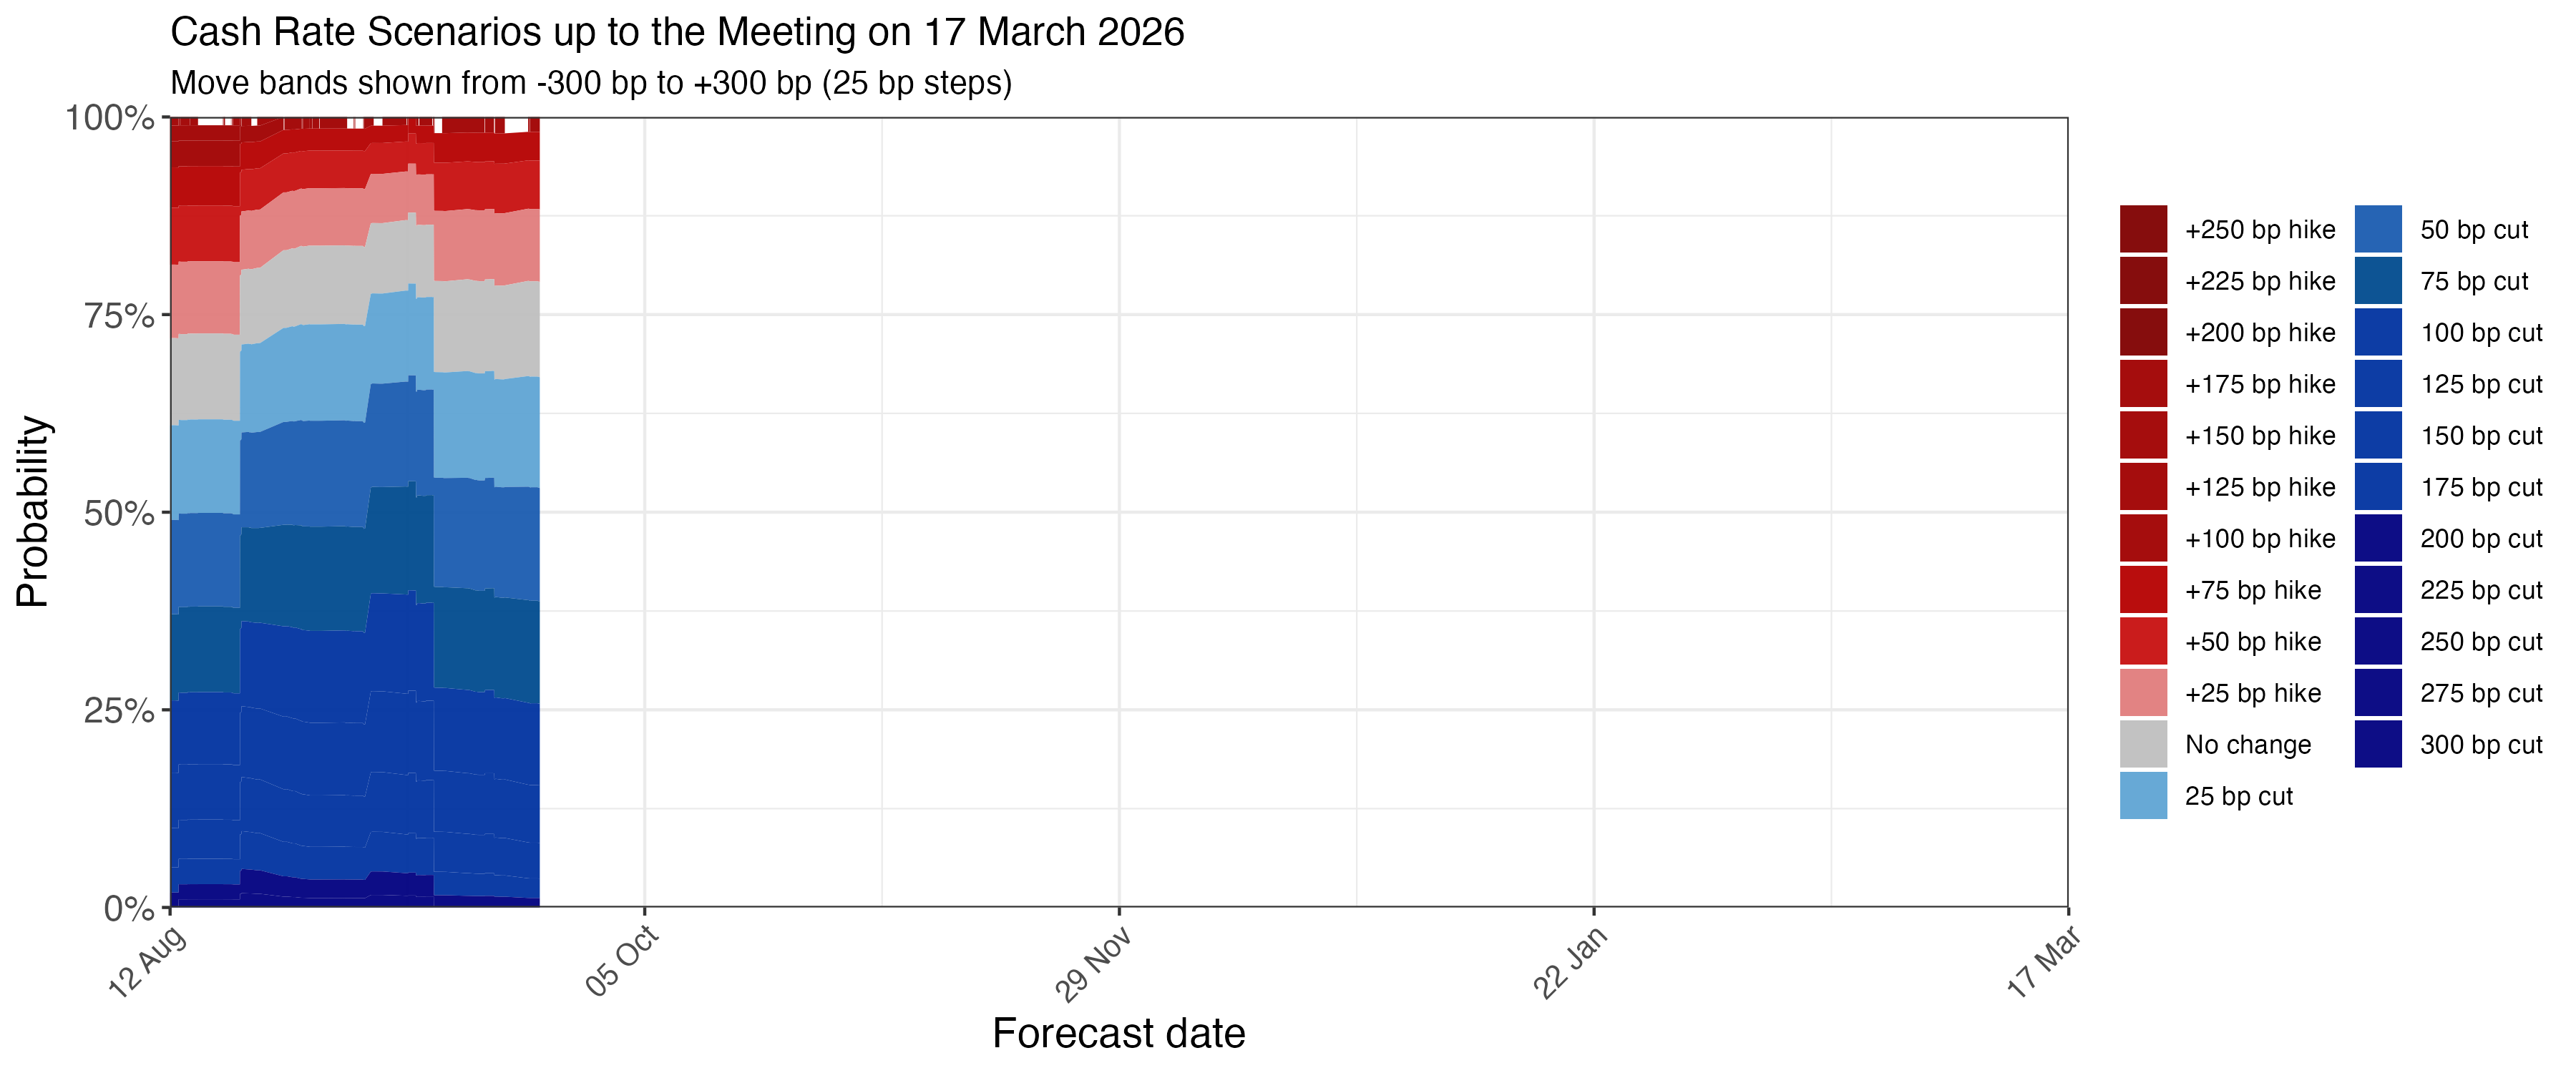 Cash Rate Scenarios up to the Meeting on 17 March 2026
Move bands shown from -300 bp to +300 bp (25 bp steps)
100%
75%
50%
25%
0%
Probability
12 Aug
05 Oct
29 Nov
22 Jan
17 Mar
Forecast date
+250 bp hike
+225 bp hike
+200 bp hike
+175 bp hike
+150 bp hike
+125 bp hike
+100 bp hike
+75 bp hike
+50 bp hike
+25 bp hike
No change
25 bp cut
50 bp cut
75 bp cut
100 bp cut
125 bp cut
150 bp cut
175 bp cut
200 bp cut
225 bp cut
250 bp cut
275 bp cut
300 bp cut